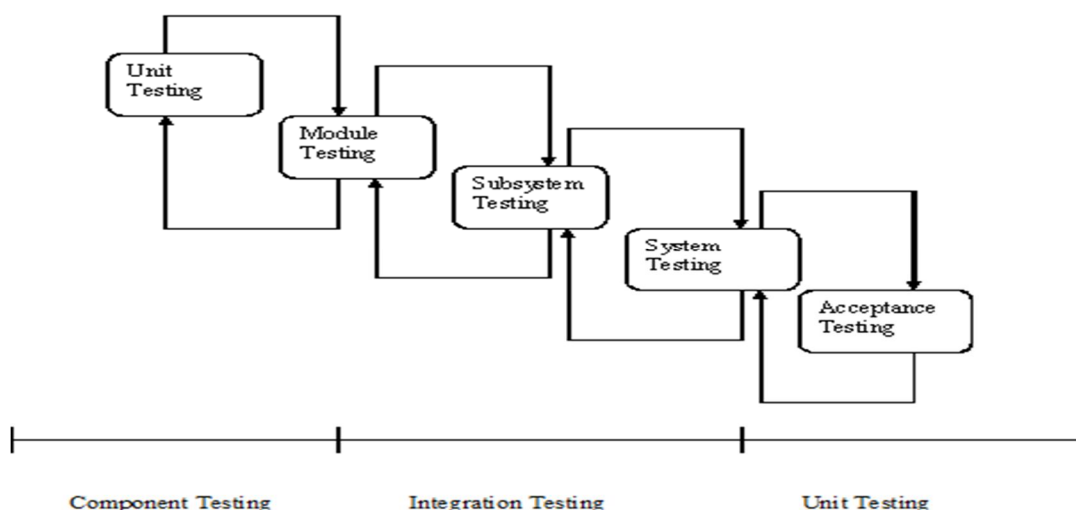 Unit
Testing
Module
Testing
Subsystem
Testing
System
Testing
Acceptance
Testing
Component Testing
Integration Testing
Unit Testing